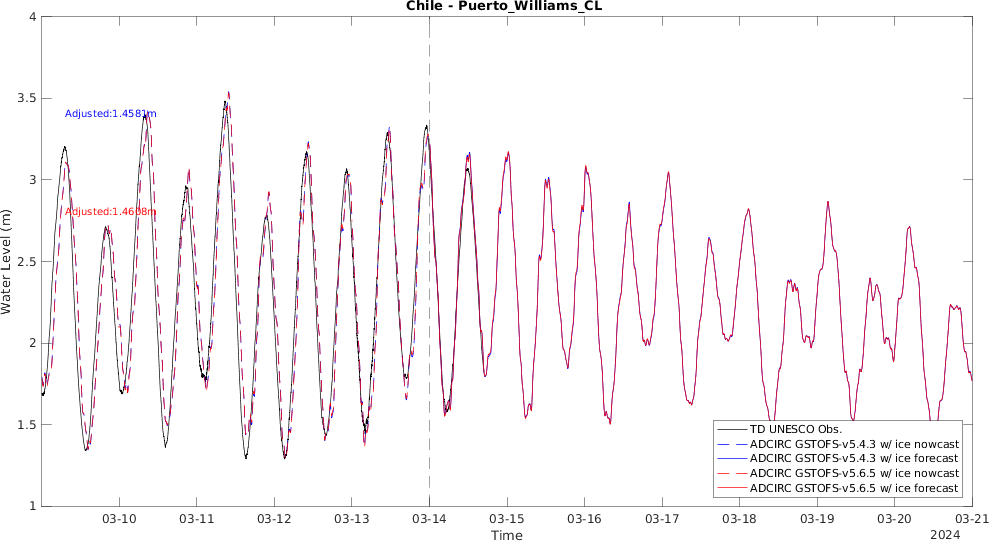 Chile - Puerto_Williams_CL
4
3.5
3
2.5
2
1.5
1
Water Level (m)
Adjusted:1.4581m
Adjusted:1.4608m
TD UNESCO Obs.
ADCIRC GSTOFS-v5.4.3 w/ ice nowcast
ADCIRC GSTOFS-v5.4.3 w/ ice forecast
ADCIRC GSTOFS-v5.6.5 w/ ice nowcast
ADCIRC GSTOFS-v5.6.5 w/ ice forecast
03-10 03-11 03-12 03-13 03-14 03-15 03-16 03-17 03-18 03-19 03-20 03-21
Time
2024